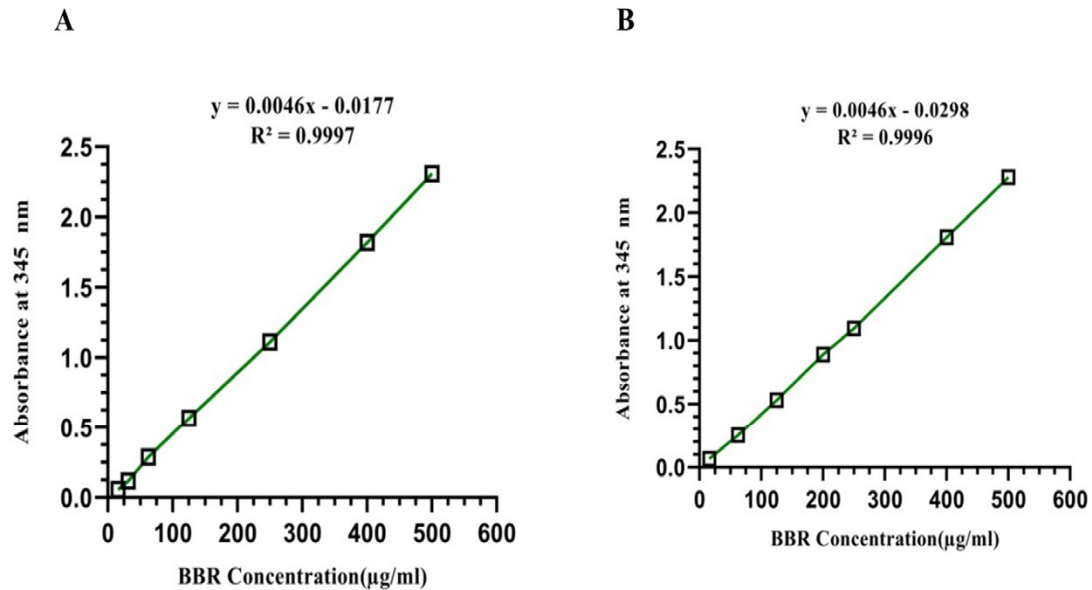 A
y = 0.0046x - 0.0177
R² = 0.9997
Absorbance at 345 nm
2.5
2.0
1.5
1.0
0.5
0.0
0 100 200 300 400 500 600
BBR Concentration(µg/ml)
B
y = 0.0046x - 0.0298
R² = 0.9996
Absorbance at 345 nm
2.5
2.0
1.5
1.0
0.5
0.0
0 100 200 300 400 500 600
BBR Concentration(µg/ml)